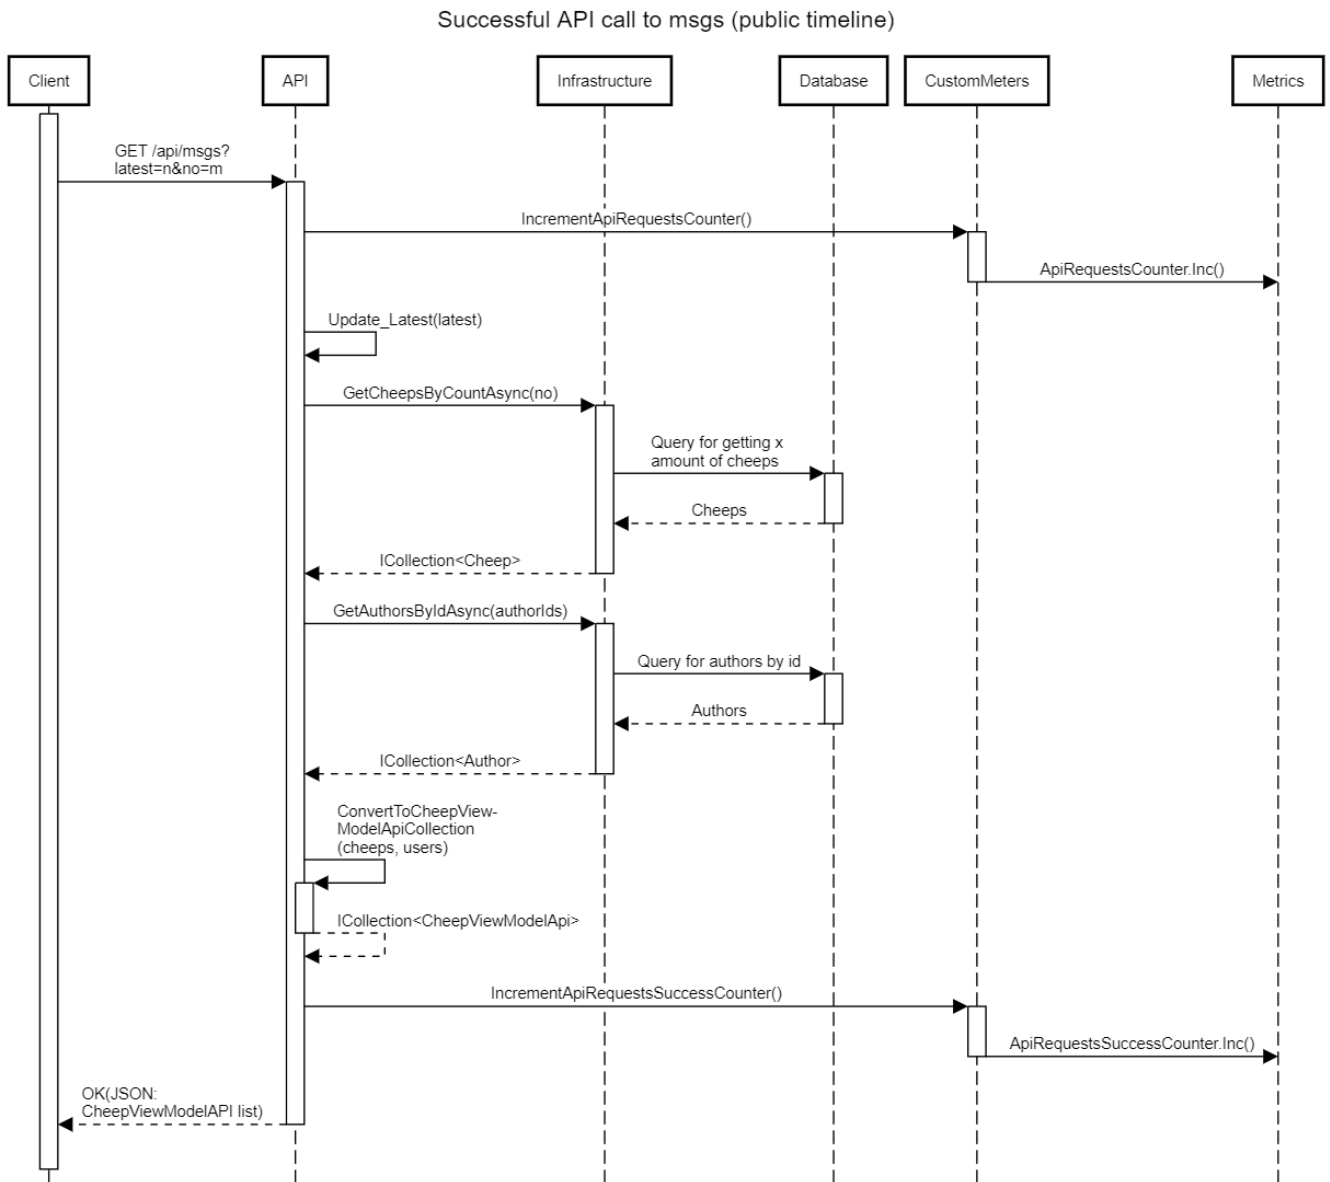 Successful API call to msgs (public timeline)
Client
API
Infrastructure
Database
CustomMeters
Metrics
GET /api/msgs?
latest=n&no=m
IncrementApiRequestsCounter()
ApiRequestsCounter.Inc()
Update_Latest(latest)
GetCheepsByCountAsync(no)
Query for getting x
amount of cheeps
Cheeps
ICollection<Cheep>
GetAuthorsByIdAsync(authorIds)
Query for authors by id
Authors
ICollection<Author>
ConvertToCheepView-
ModelApiCollection
(cheeps, users)
ICollection<CheepViewModelApi>
IncrementApiRequestsSuccessCounter()
ApiRequestsSuccessCounter.Inc()
OK(JSON:
CheepViewModelAPI list)